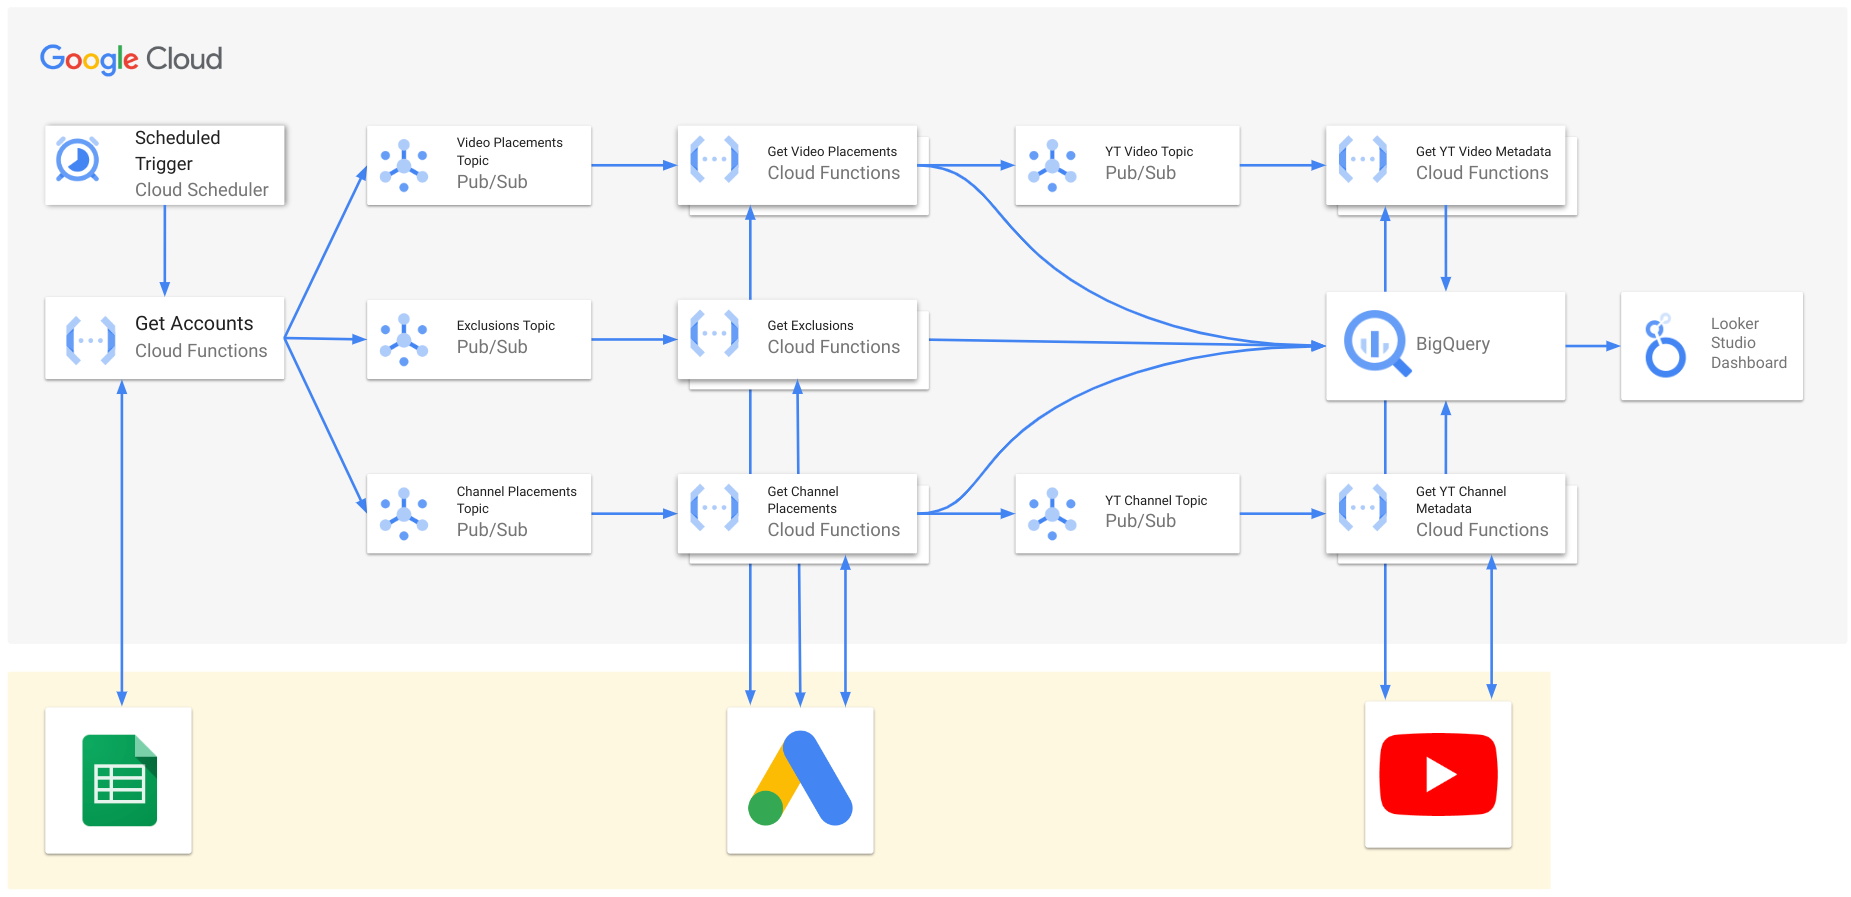 Google Cloud
Scheduled
Trigger
Cloud Scheduler
Video Placements
Topic
Pub/Sub
Get Video Placements
Cloud Functions
YT Video Topic
Pub/Sub
Get YT Video Metadata
Cloud Functions
Get Accounts
Cloud Functions
Exclusions Topic
Pub/Sub
Get Exclusions
Cloud Functions
BigQuery
Looker
Studio
Dashboard
Channel Placements
Topic
Pub/Sub
Get Channel
Placements
Cloud Functions
YT Channel Topic
Pub/Sub
Get YT Channel
Metadata
Cloud Functions